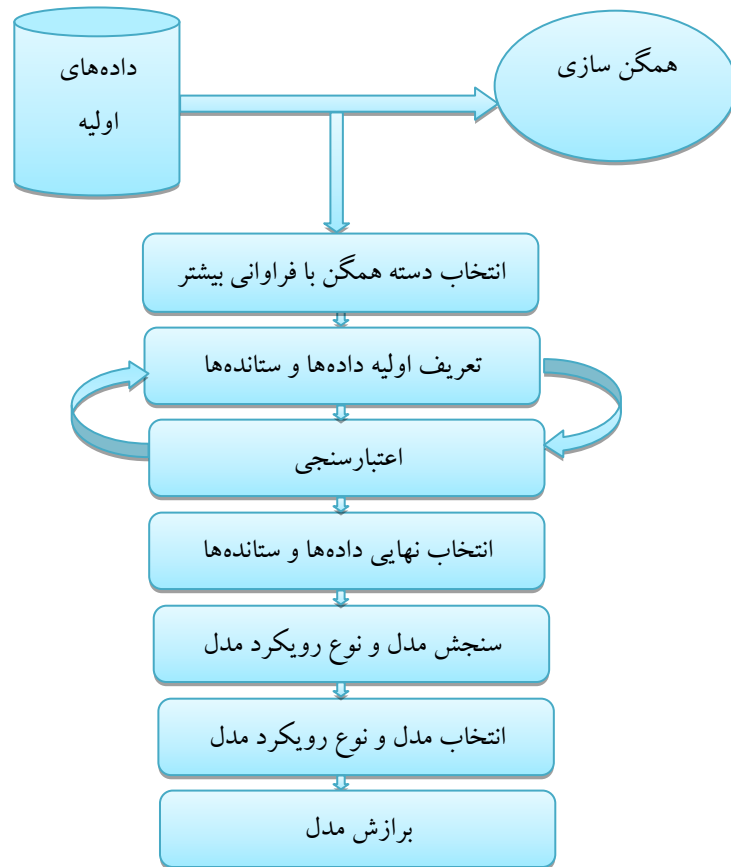 داده‌های
اولیه
همگن سازی
انتخاب دسته همگن با فراوانی بیشتر
تعریف اولیه داده‌ها و ستانده‌ها
اعتبارسنجی
انتخاب نهایی داده‌ها و ستانده‌ها
سنجش مدل و نوع رویکرد مدل
انتخاب مدل و نوع رویکرد مدل
برازش مدل